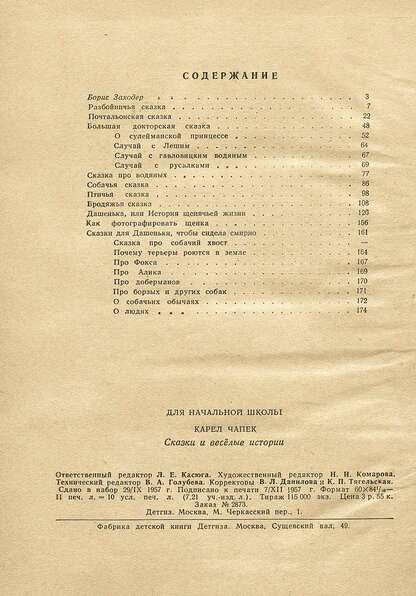 СОДЕРЖАНИЕ
Борис Заходер * * * 3
Разбойничья сказка 7
Почтальонская сказка 22
Большая докторская сказка 48
О сулейманской принцессе 52
Случай с Лешим 64
Случай с гавловицким водяным 67
Случай с русалками 69
Сказка про водяных 77
Собачья сказка 86
Птичья сказка 98
Бродяжья сказка 108
Дашенька, или История щенячьей жизни 126
Как фотографировать щенка 156
Сказки для Дашеньки, чтобы сидела смирно 161
Сказка про собачий хвост —
Почему терьеры роются в земле 164
Про Фокса 167
Про Алика 169
Про доберманов 170
Про борзых и других собак 171
О собачьих обычаях 172
О людях 174
ДЛЯ НАЧАЛЬНОЙ ШКОЛЫ
КАРЕЛ ЧАПЕК
Сказки и весёлые истории
Ответственный редактор Л. Е. Касюга. Художественный редактор Н. И. Комарова.
Технический редактор В. А. Голубева. Корректоры В. Л. Данилова и К. П. Тягельская.
Сдано в набор 29/IX 1957 г. Подписано к печати 7/XII 1957 г. Формат 60×84¹/₁₆—
11 печ. л.=10 усл. печ. л. (7,21 уч.-изд. л.). Тираж 115 000 экз. Цена 3 р. 55 к.
Заказ № 2873.
Детгиз. Москва, М. Черкасский пер., 1.
Фабрика детской книги Детгиза. Москва, Сущевский вал, 49.